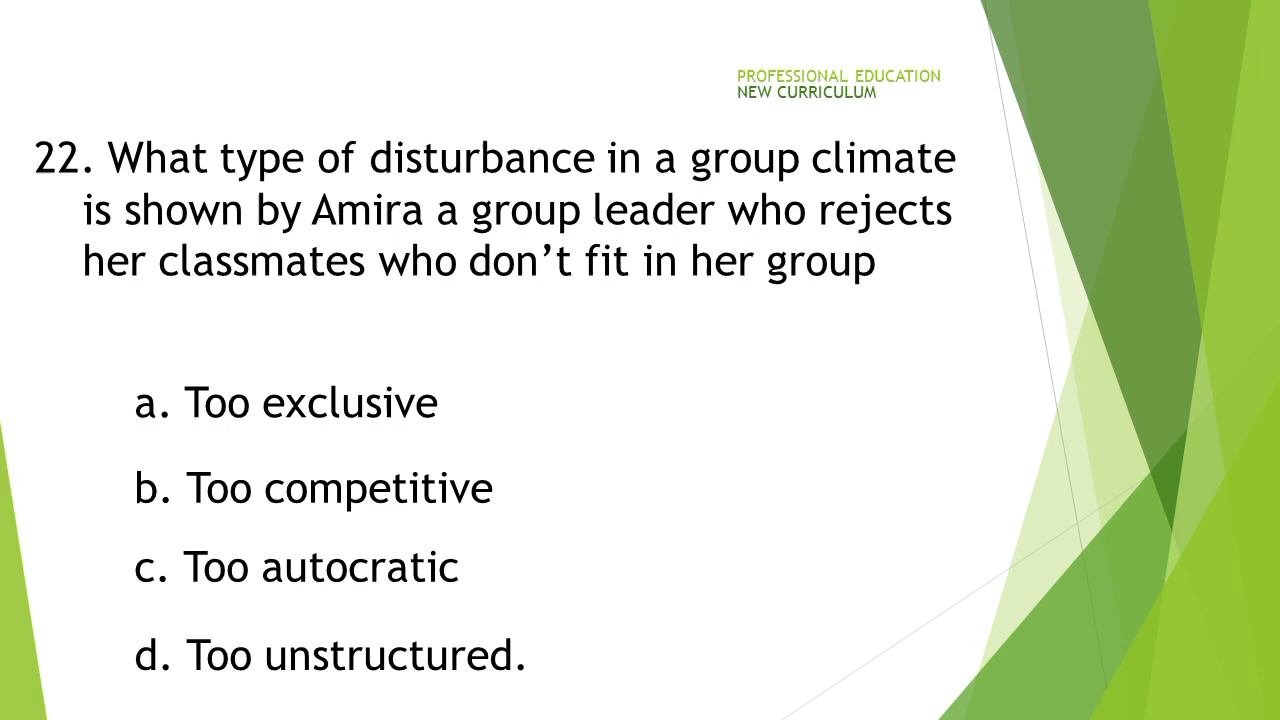 PROFESSIONAL EDUCATION
NEW CURRICULUM
22. What type of disturbance in a group climate
is shown by Amira a group leader who rejects
her classmates who don’t fit in her group
a. Too exclusive
b. Too competitive
c. Too autocratic
d. Too unstructured.